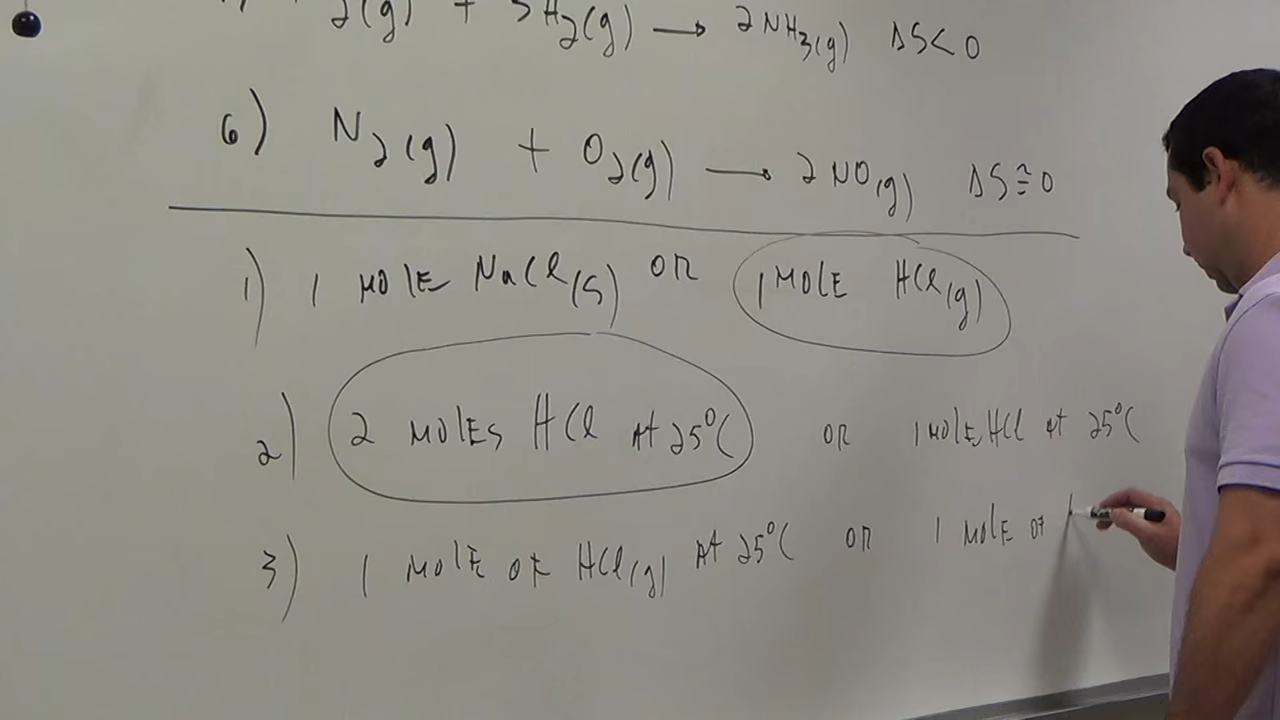 2(g) + 3H2(g) → 2NH3(g) ΔS<0
6) N2(g) + O2(g) → 2NO(g) ΔS≅0
1) 1 MOLE NaCl(s) OR 1 MOLE HCl(g)
2) 2 MOLES HCl At 25°C OR 1 MOLE HCl At 25°C
3) 1 MOLE OF HCl(g) At 25°C OR 1 MOLE OF